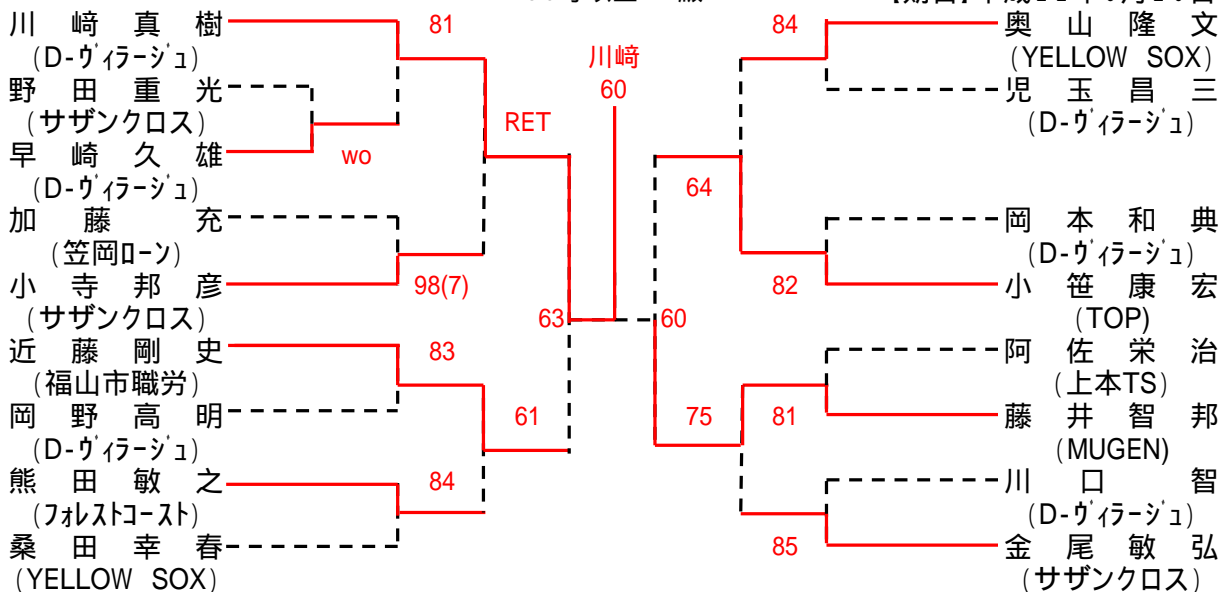 川﨑真樹
(D-ヴィラージュ)
野田重光
(サザンクロス)
早崎久雄
(D-ヴィラージュ)
加藤充
(笠岡ローン)
小寺邦彦
(サザンクロス)
近藤剛史
(福山市職労)
岡野高明
(D-ヴィラージュ)
熊田敏之
(フォレストコースト)
桑田幸春
(YELLOW SOX)
81
wo
98(7)
83
84
RET
61
63
川﨑
60
60
64
75
84
82
81
85
奥山隆文
(YELLOW SOX)
児玉昌三
(D-ヴィラージュ)
岡本和典
(D-ヴィラージュ)
小笹康宏
(TOP)
阿佐栄治
(上本TS)
藤井智邦
(MUGEN)
川口智
(D-ヴィラージュ)
金尾敏弘
(サザンクロス)